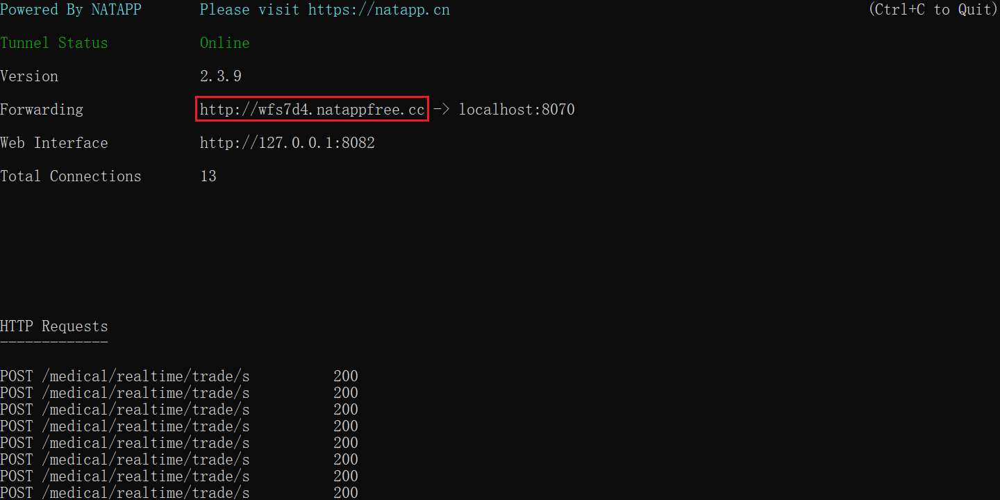 Powered By NATAPP Please visit https://natapp.cn (Ctrl+C to Quit)
Tunnel Status Online
Version 2.3.9
Forwarding http://wfs7d4.natappfree.cc -> localhost:8070
Web Interface http://127.0.0.1:8082
Total Connections 13
HTTP Requests
-------------
POST /medical/realtime/trade/s 200
POST /medical/realtime/trade/s 200
POST /medical/realtime/trade/s 200
POST /medical/realtime/trade/s 200
POST /medical/realtime/trade/s 200
POST /medical/realtime/trade/s 200
POST /medical/realtime/trade/s 200
POST /medical/realtime/trade/s 200